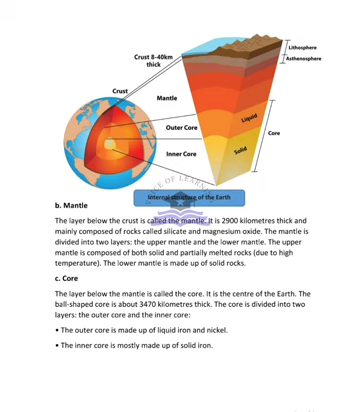 Crust 8-40km
thick
Lithosphere
Asthenosphere
Crust
Mantle
Outer Core
Liquid
Core
Inner Core
Solid
Internal structure of the Earth
b. Mantle
The layer below the crust is called the mantle. It is 2900 kilometres thick and
mainly composed of rocks called silicate and magnesium oxide. The mantle is
divided into two layers: the upper mantle and the lower mantle. The upper
mantle is composed of both solid and partially melted rocks (due to high
temperature). The lower mantle is made up of solid rocks.
c. Core
The layer below the mantle is called the core. It is the centre of the Earth. The
ball-shaped core is about 3470 kilometres thick. The core is divided into two
layers: the outer core and the inner core:
• The outer core is made up of liquid iron and nickel.
• The inner core is mostly made up of solid iron.